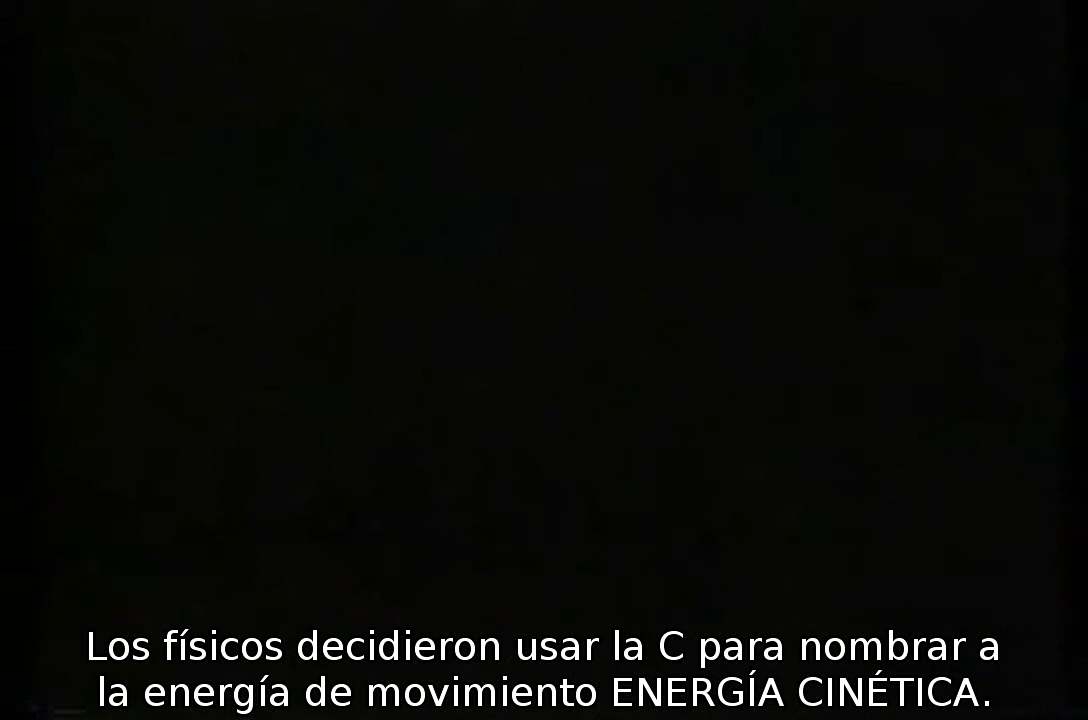 Los físicos decidieron usar la C para nombrar a
la energía de movimiento ENERGÍA CINÉTICA.